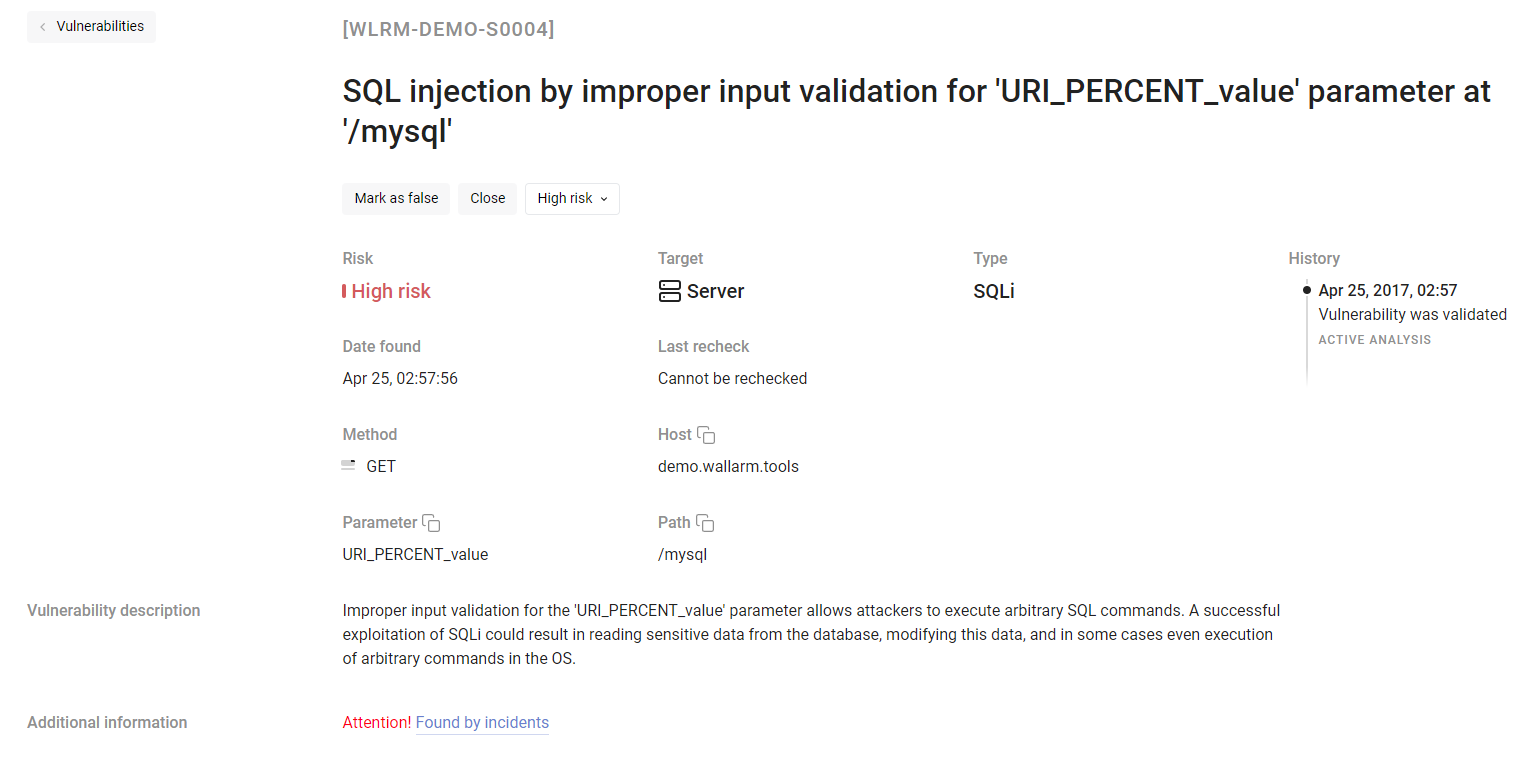 Vulnerabilities
[WLRM-DEMO-S0004]
SQL injection by improper input validation for 'URI_PERCENT_value' parameter at
'/mysql'
Mark as false
Close
High risk
Risk
High risk
Target
Server
Type
SQLi
History
Apr 25, 2017, 02:57
Vulnerability was validated
ACTIVE ANALYSIS
Date found
Apr 25, 02:57:56
Last recheck
Cannot be rechecked
Method
GET
Host
demo.wallarm.tools
Parameter
URI_PERCENT_value
Path
/mysql
Vulnerability description
Improper input validation for the 'URI_PERCENT_value' parameter allows attackers to execute arbitrary SQL commands. A successful
exploitation of SQLi could result in reading sensitive data from the database, modifying this data, and in some cases even execution
of arbitrary commands in the OS.
Additional information
Attention! Found by incidents